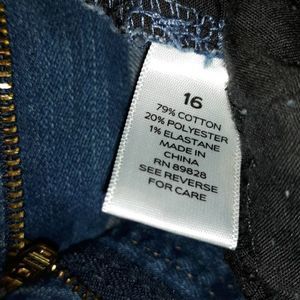 16
79% COTTON
20% POLYESTER
1% ELASTANE
MADE IN
CHINA
RN 89828
SEE REVERSE
FOR CARE